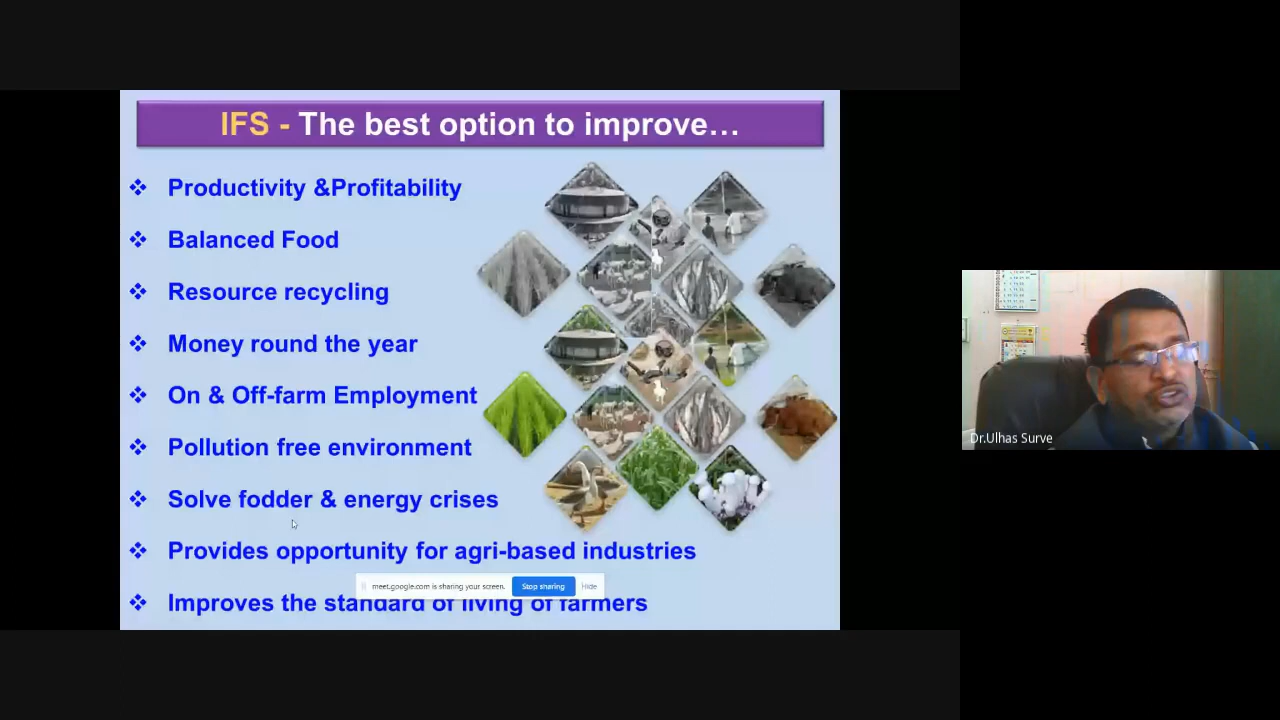 IFS - The best option to improve…
❖ Productivity &Profitability
❖ Balanced Food
❖ Resource recycling
❖ Money round the year
❖ On & Off-farm Employment
❖ Pollution free environment
❖ Solve fodder & energy crises
❖ Provides opportunity for agri-based industries
meet.google.com is sharing your screen. Stop sharing Hide
❖ Improves the standard of living of farmers
Dr.Ulhas Surve